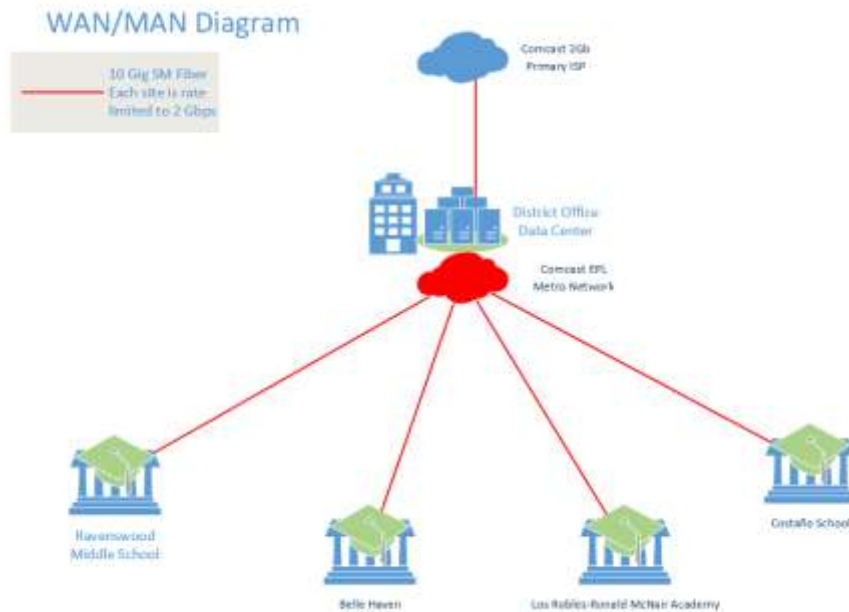 WAN/MAN Diagram
10 Gig SM Fiber
Each site is rate
limited to 2 Gbps
Comcast 2Gb
Primary ISP
District Office
Data Center
Comcast EPL
Metro Network
Ravenswood
Middle School
Belle Haven
Los Robles-Ronald McNair Academy
Costaño School